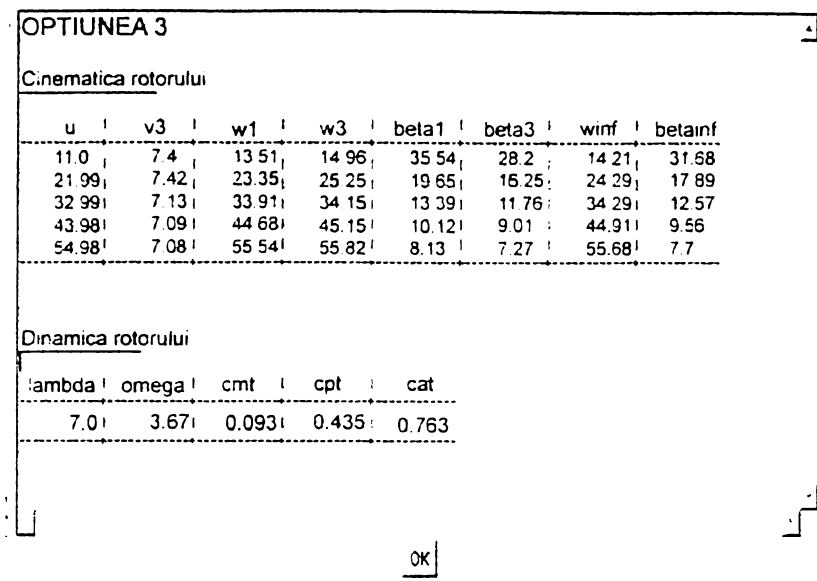 OPTIUNEA 3
Cinematica rotorului
u v3 w1 w3 beta1 beta3 winf betainf
11.0 7.4 13.51 14.96 35.54 28.2 14.21 31.68
21.99 7.42 23.35 25.25 19.65 16.25 24.29 17.89
32.99 7.13 33.91 34.15 13.39 11.76 34.29 12.57
43.98 7.09 44.68 45.15 10.12 9.01 44.91 9.56
54.98 7.08 55.54 55.82 8.13 7.27 55.68 7.7
Dinamica rotorului
lambda omega cmt cpt cat
7.0 3.67 0.093 0.435 0.763
OK